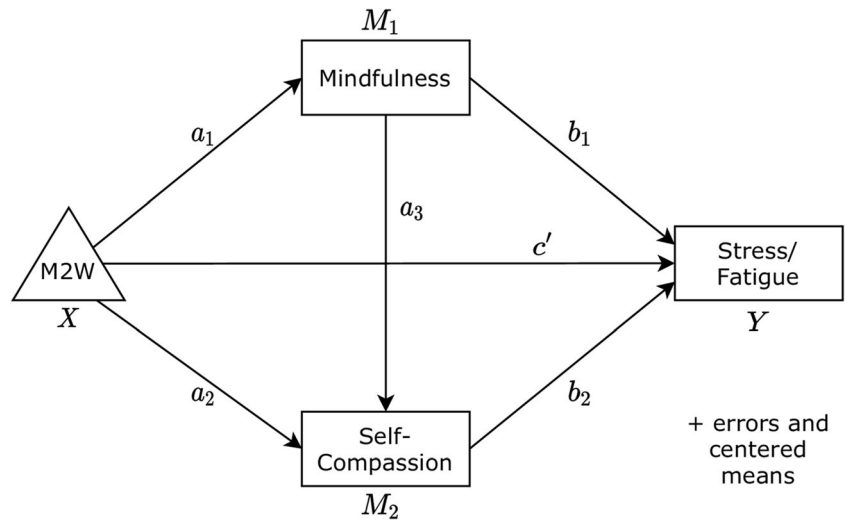 M₁
Mindfulness
a₁
b₁
a₃
M2W
X
c′
Stress/
Fatigue
Y
a₂
b₂
Self-
Compassion
M₂
+ errors and
centered
means